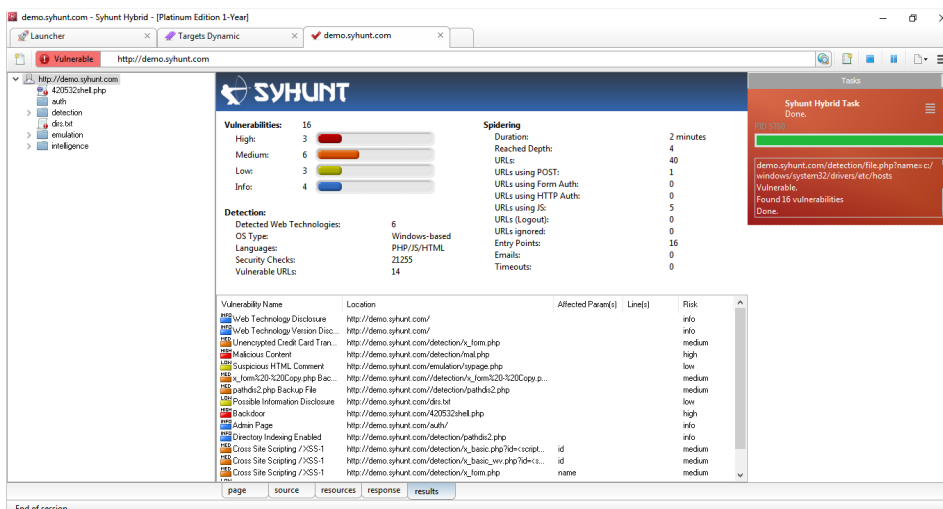 demo.syhunt.com - Syhunt Hybrid - [Platinum Edition 1-Year]
Launcher
Targets Dynamic
demo.syhunt.com
Vulnerable
http://demo.syhunt.com
http://demo.syhunt.com
420532shell.php
auth
detection
dirs.txt
emulation
intelligence
SYHUNT
Vulnerabilities: 16
High: 3
Medium: 6
Low: 3
Info: 4
Detection:
Detected Web Technologies: 6
OS Type: Windows-based
Languages: PHP/JS/HTML
Security Checks: 21255
Vulnerable URLs: 14
Spidering
Duration: 2 minutes
Reached Depth: 4
URLs: 40
URLs using POST: 1
URLs using Form Auth: 0
URLs using HTTP Auth: 0
URLs using JS: 5
URLs (Logout): 0
URLs ignored: 0
Entry Points: 16
Emails: 0
Timeouts: 0
Tasks
Syhunt Hybrid Task
Done.
demo.syhunt.com/detection/file.php?name=c:/
windows/system32/drivers/etc/hosts
Vulnerable.
Found 16 vulnerabilities
Done.
Vulnerability Name Location Affected Param(s) Line(s) Risk
INFO Web Technology Disclosure http://demo.syhunt.com/ info
INFO Web Technology Version Disc... http://demo.syhunt.com/ info
MED Unencrypted Credit Card Tran... http://demo.syhunt.com/detection/x_form.php medium
HIGH Malicious Content http://demo.syhunt.com/detection/mal.php high
LOW Suspicious HTML Comment http://demo.syhunt.com/emulation/sypage.php low
MED x_form%20-%20Copy.php Bac... http://demo.syhunt.com//detection/x_form%20-%20Copy.p... medium
MED pathdis2.php Backup File http://demo.syhunt.com//detection/pathdis2.php medium
LOW Possible Information Disclosure http://demo.syhunt.com/dirs.txt low
HIGH Backdoor http://demo.syhunt.com/420532shell.php high
INFO Admin Page http://demo.syhunt.com/auth/ info
INFO Directory Indexing Enabled http://demo.syhunt.com/detection/pathdis2.php info
MED Cross Site Scripting / XSS-1 http://demo.syhunt.com/detection/x_basic.php?id=<script... id medium
MED Cross Site Scripting / XSS-1 http://demo.syhunt.com/detection/x_basic_wv.php?id=<s... id medium
MED Cross Site Scripting / XSS-1 http://demo.syhunt.com/detection/x_form.php name medium
page source resources response results
End of session